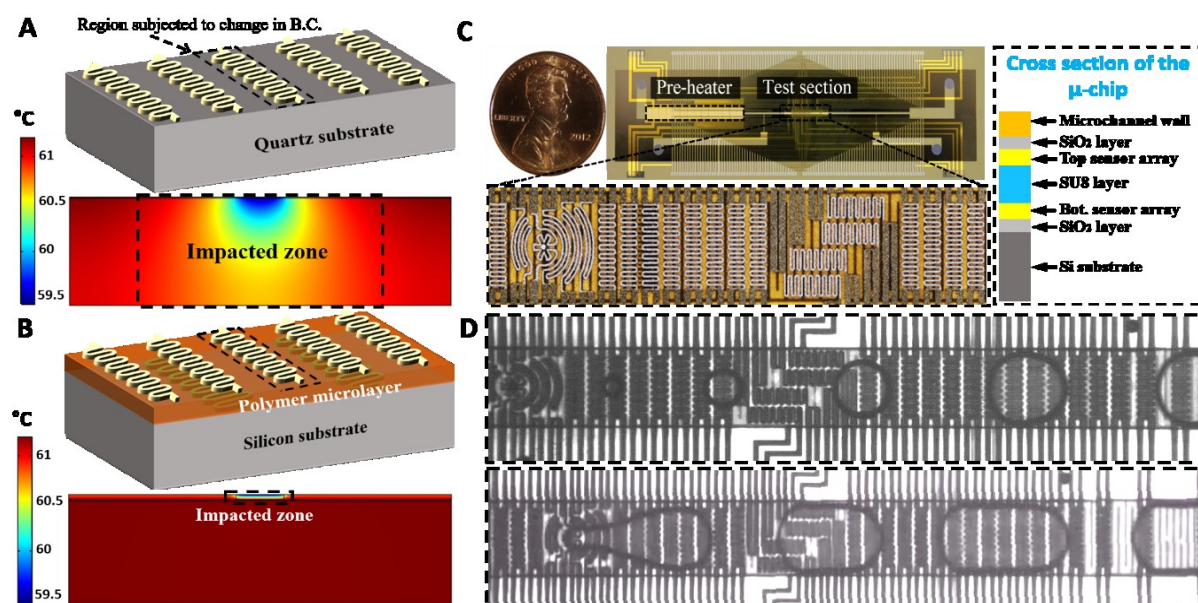 A
Region subjected to change in B.C.
Quartz substrate
°C
61
60.5
60
59.5
Impacted zone
B
Polymer microlayer
Silicon substrate
°C
61
60
59.5
Impacted zone
C
LIBERTY
2012
Pre-heater
Test section
Cross section of the
μ-chip
Microchannel wall
SiO₂ layer
Top sensor array
SU8 layer
Bot. sensor array
SiO₂ layer
Si substrate
D